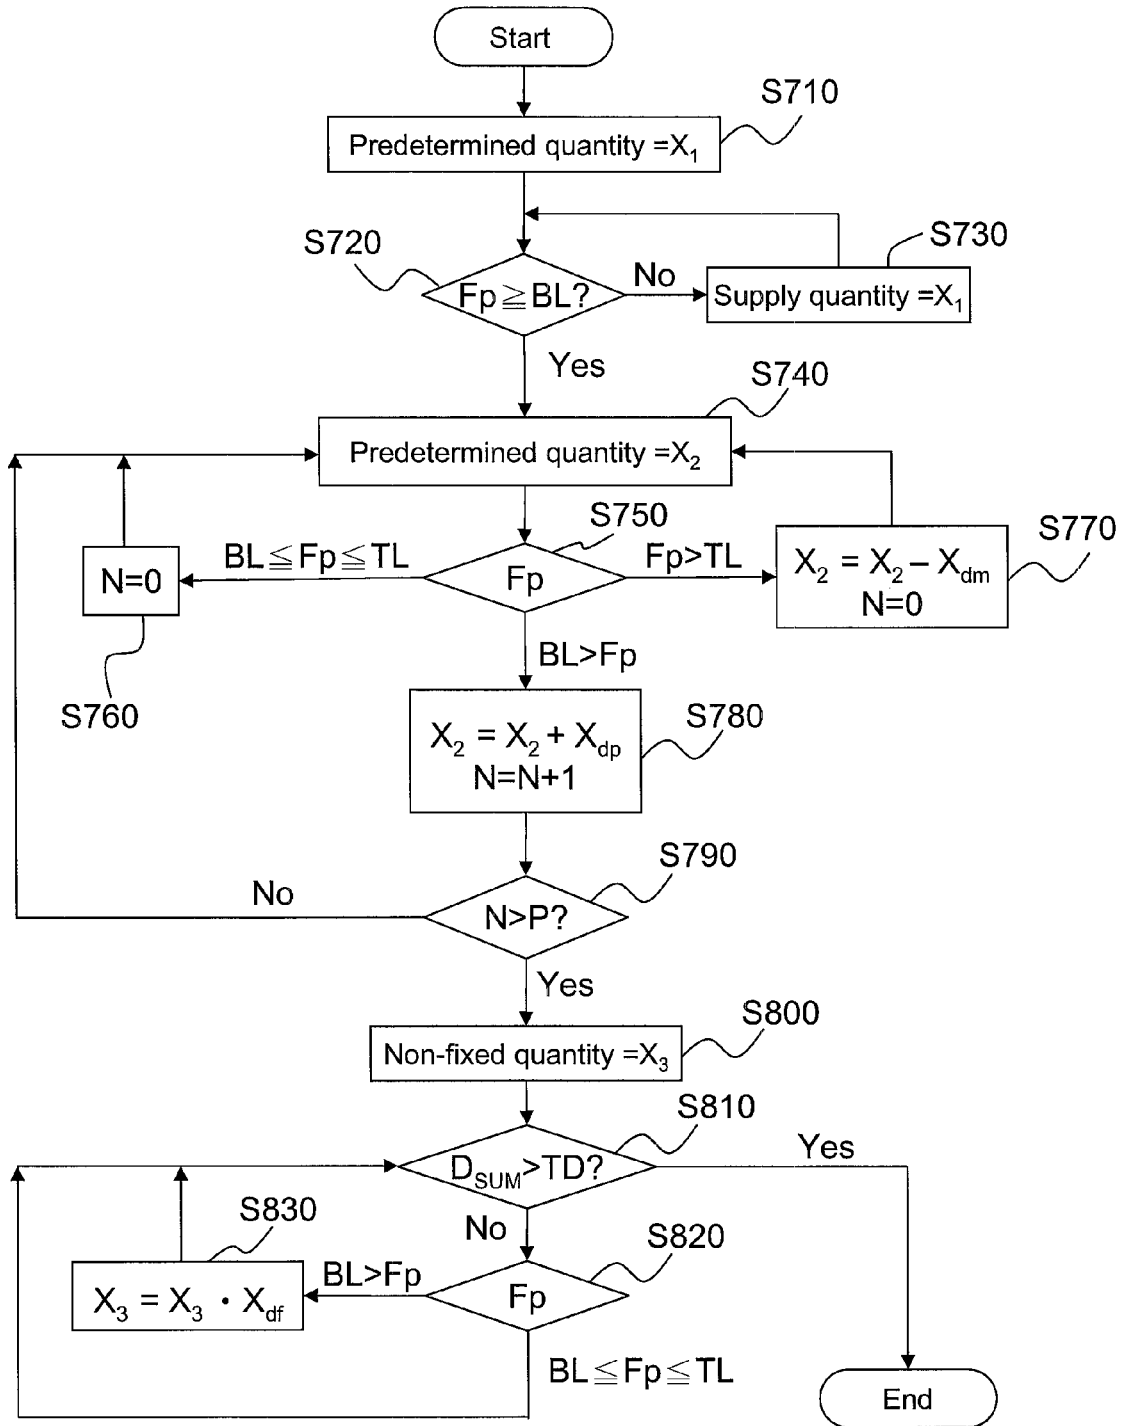 Start
S710
Predetermined quantity =X₁
S720
Fp≧BL?
No
S730
Supply quantity =X₁
Yes
S740
Predetermined quantity =X₂
S750
BL≦Fp≦TL
Fp
Fp>TL
S770
X₂ = X₂ – Xdm
N=0
N=0
S760
BL>Fp
S780
X₂ = X₂ + Xdp
N=N+1
S790
No
N>P?
Yes
S800
Non-fixed quantity =X₃
S810
DSUM>TD?
Yes
No
S830
S820
BL>Fp
Fp
X₃ = X₃ · Xdf
BL≦Fp≦TL
End